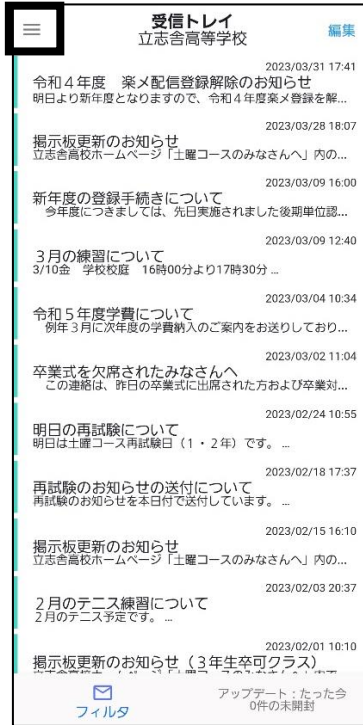 受信トレイ
立志舎高等学校
編集
2023/03/31 17:41
令和４年度　楽メ配信登録解除のお知らせ
明日より新年度となりますので、令和４年度楽メ登録を解...
2023/03/28 18:07
掲示板更新のお知らせ
立志舎高校ホームページ「土曜コースのみなさんへ」内の...
2023/03/09 16:00
新年度の登録手続きについて
今年度につきましては、先日実施されました後期単位認...
2023/03/09 12:40
３月の練習について
3/10金　学校校庭　16時00分より17時30分 ...
2023/03/04 10:34
令和５年度学費について
例年３月に次年度の学費納入のご案内をお送りしており...
2023/03/02 11:04
卒業式を欠席されたみなさんへ
この連絡は、昨日の卒業式に出席された方および卒業対...
2023/02/24 10:55
明日の再試験について
明日は土曜コース再試験日（１・２年）です。 ...
2023/02/18 17:37
再試験のお知らせの送付について
再試験のお知らせを本日付で送付しています。 ...
2023/02/15 16:10
掲示板更新のお知らせ
立志舎高校ホームページ「土曜コースのみなさんへ」内の...
2023/02/03 20:37
２月のテニス練習について
２月のテニス予定です。 ...
2023/02/01 10:10
掲示板更新のお知らせ（３年生卒可クラス）
フィルタ
アップデート：たった今
0件の未開封